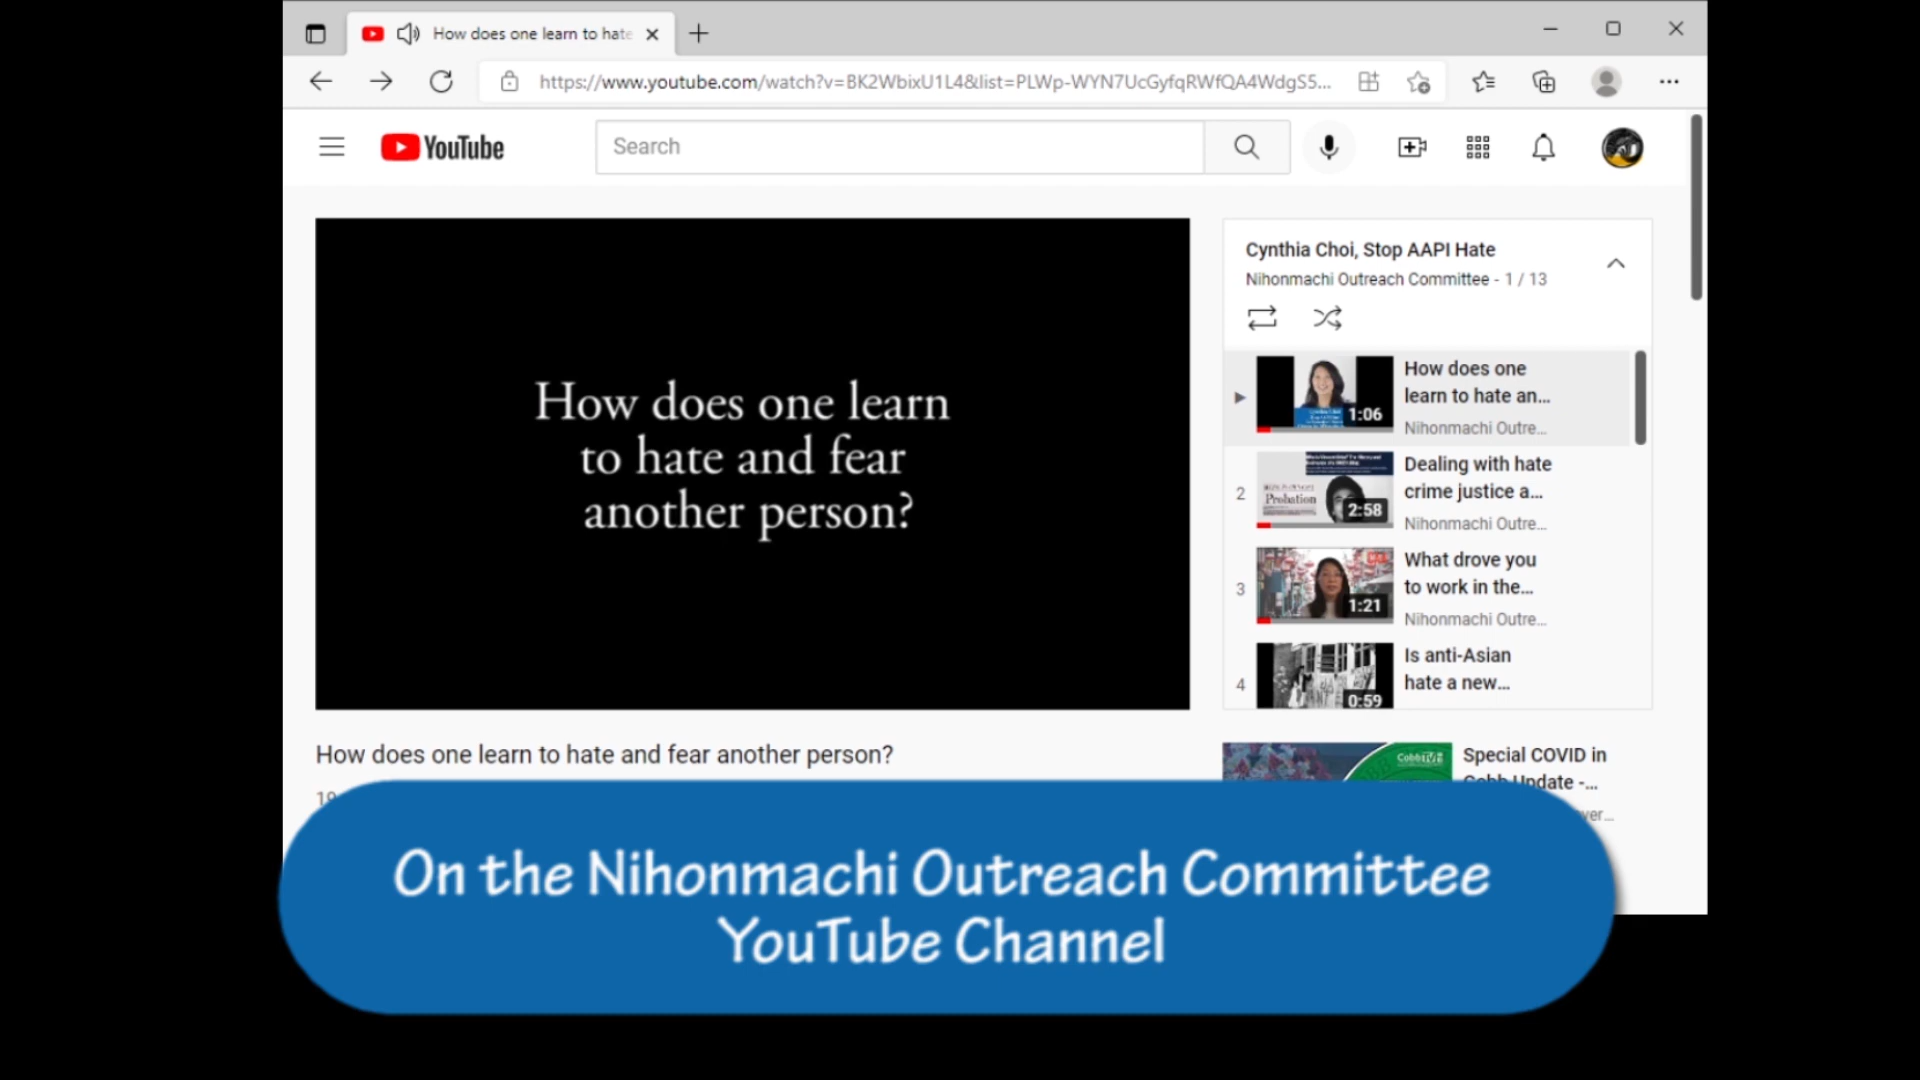 How does one learn to hate
https://www.youtube.com/watch?v=BK2WbixU1L4&list=PLWp-WYN7UcGyfqRWfQA4WdgS5...
YouTube
Search
How does one learn
to hate and fear
another person?
Cynthia Choi, Stop AAPI Hate
Nihonmachi Outreach Committee - 1 / 13
How does one
learn to hate an...
Nihonmachi Outre...
1:06
2
Probation
2:58
Dealing with hate
crime justice a...
Nihonmachi Outre...
3
1:21
What drove you
to work in the...
Nihonmachi Outre...
4
0:59
Is anti-Asian
hate a new...
How does one learn to hate and fear another person?
CobbTV
Special COVID in
Cobb Update -...
On the Nihonmachi Outreach Committee
YouTube Channel